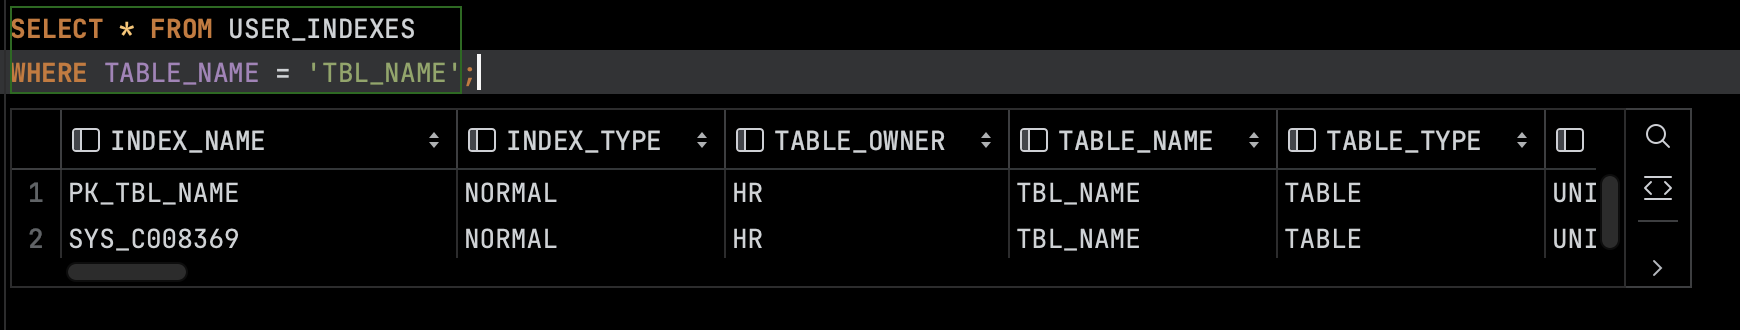 SELECT * FROM USER_INDEXES
WHERE TABLE_NAME = 'TBL_NAME';
INDEX_NAME INDEX_TYPE TABLE_OWNER TABLE_NAME TABLE_TYPE
1 PK_TBL_NAME NORMAL HR TBL_NAME TABLE UNI
2 SYS_C008369 NORMAL HR TBL_NAME TABLE UNI